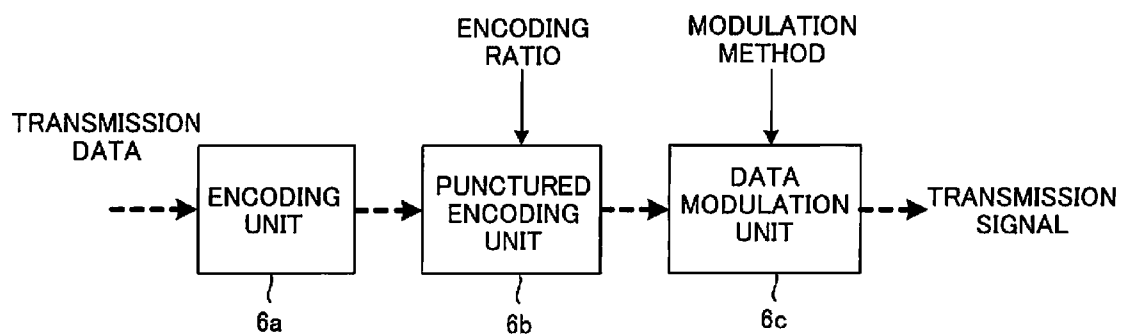 ENCODING
RATIO
MODULATION
METHOD
TRANSMISSION
DATA
ENCODING
UNIT
PUNCTURED
ENCODING
UNIT
DATA
MODULATION
UNIT
TRANSMISSION
SIGNAL
6a
6b
6c